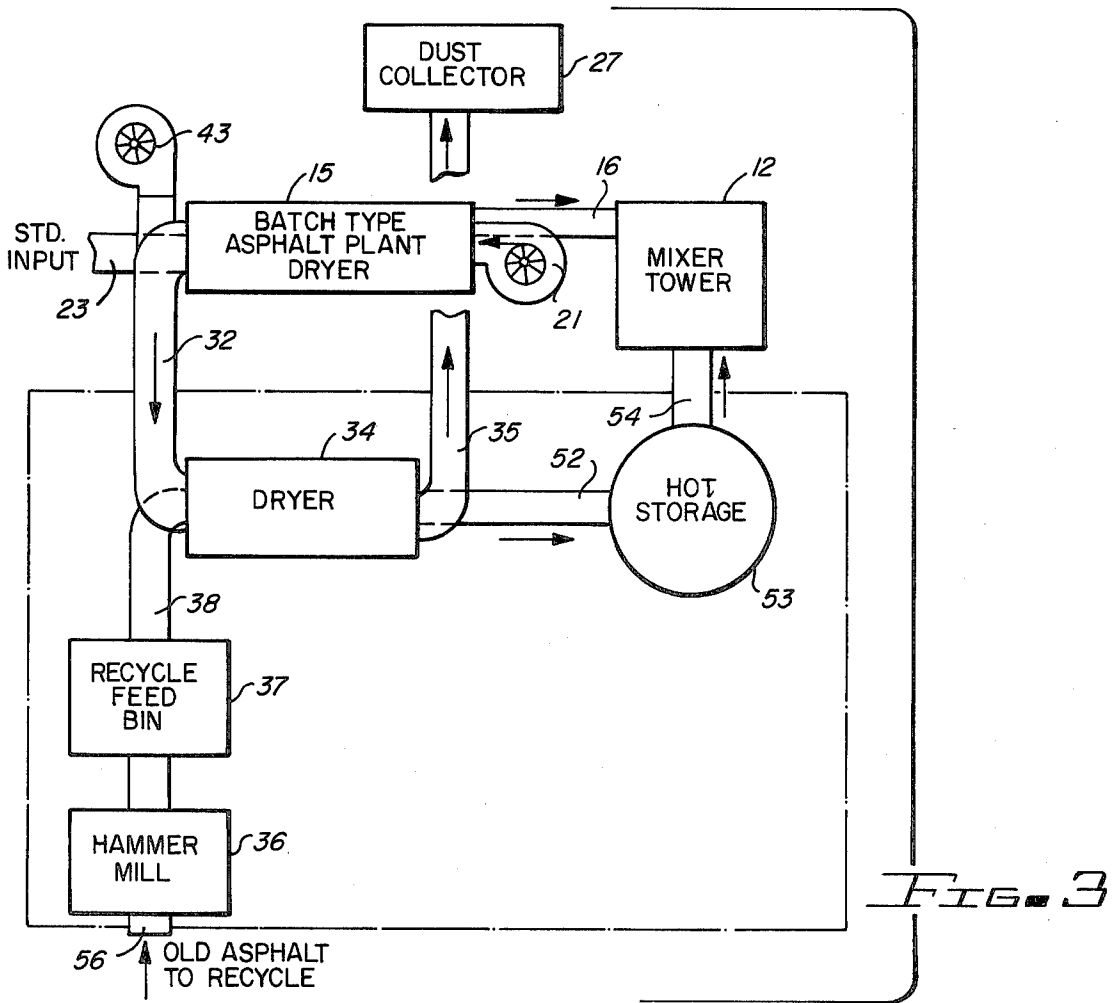 DUST
COLLECTOR
27
43
15
16
12
STD.
INPUT
BATCH TYPE
ASPHALT PLANT
DRYER
MIXER
TOWER
23
21
32
54
34
35
52
DRYER
HOT
STORAGE
53
38
RECYCLE
FEED
BIN
37
HAMMER
MILL
36
FIG. 3
56
OLD ASPHALT
TO RECYCLE